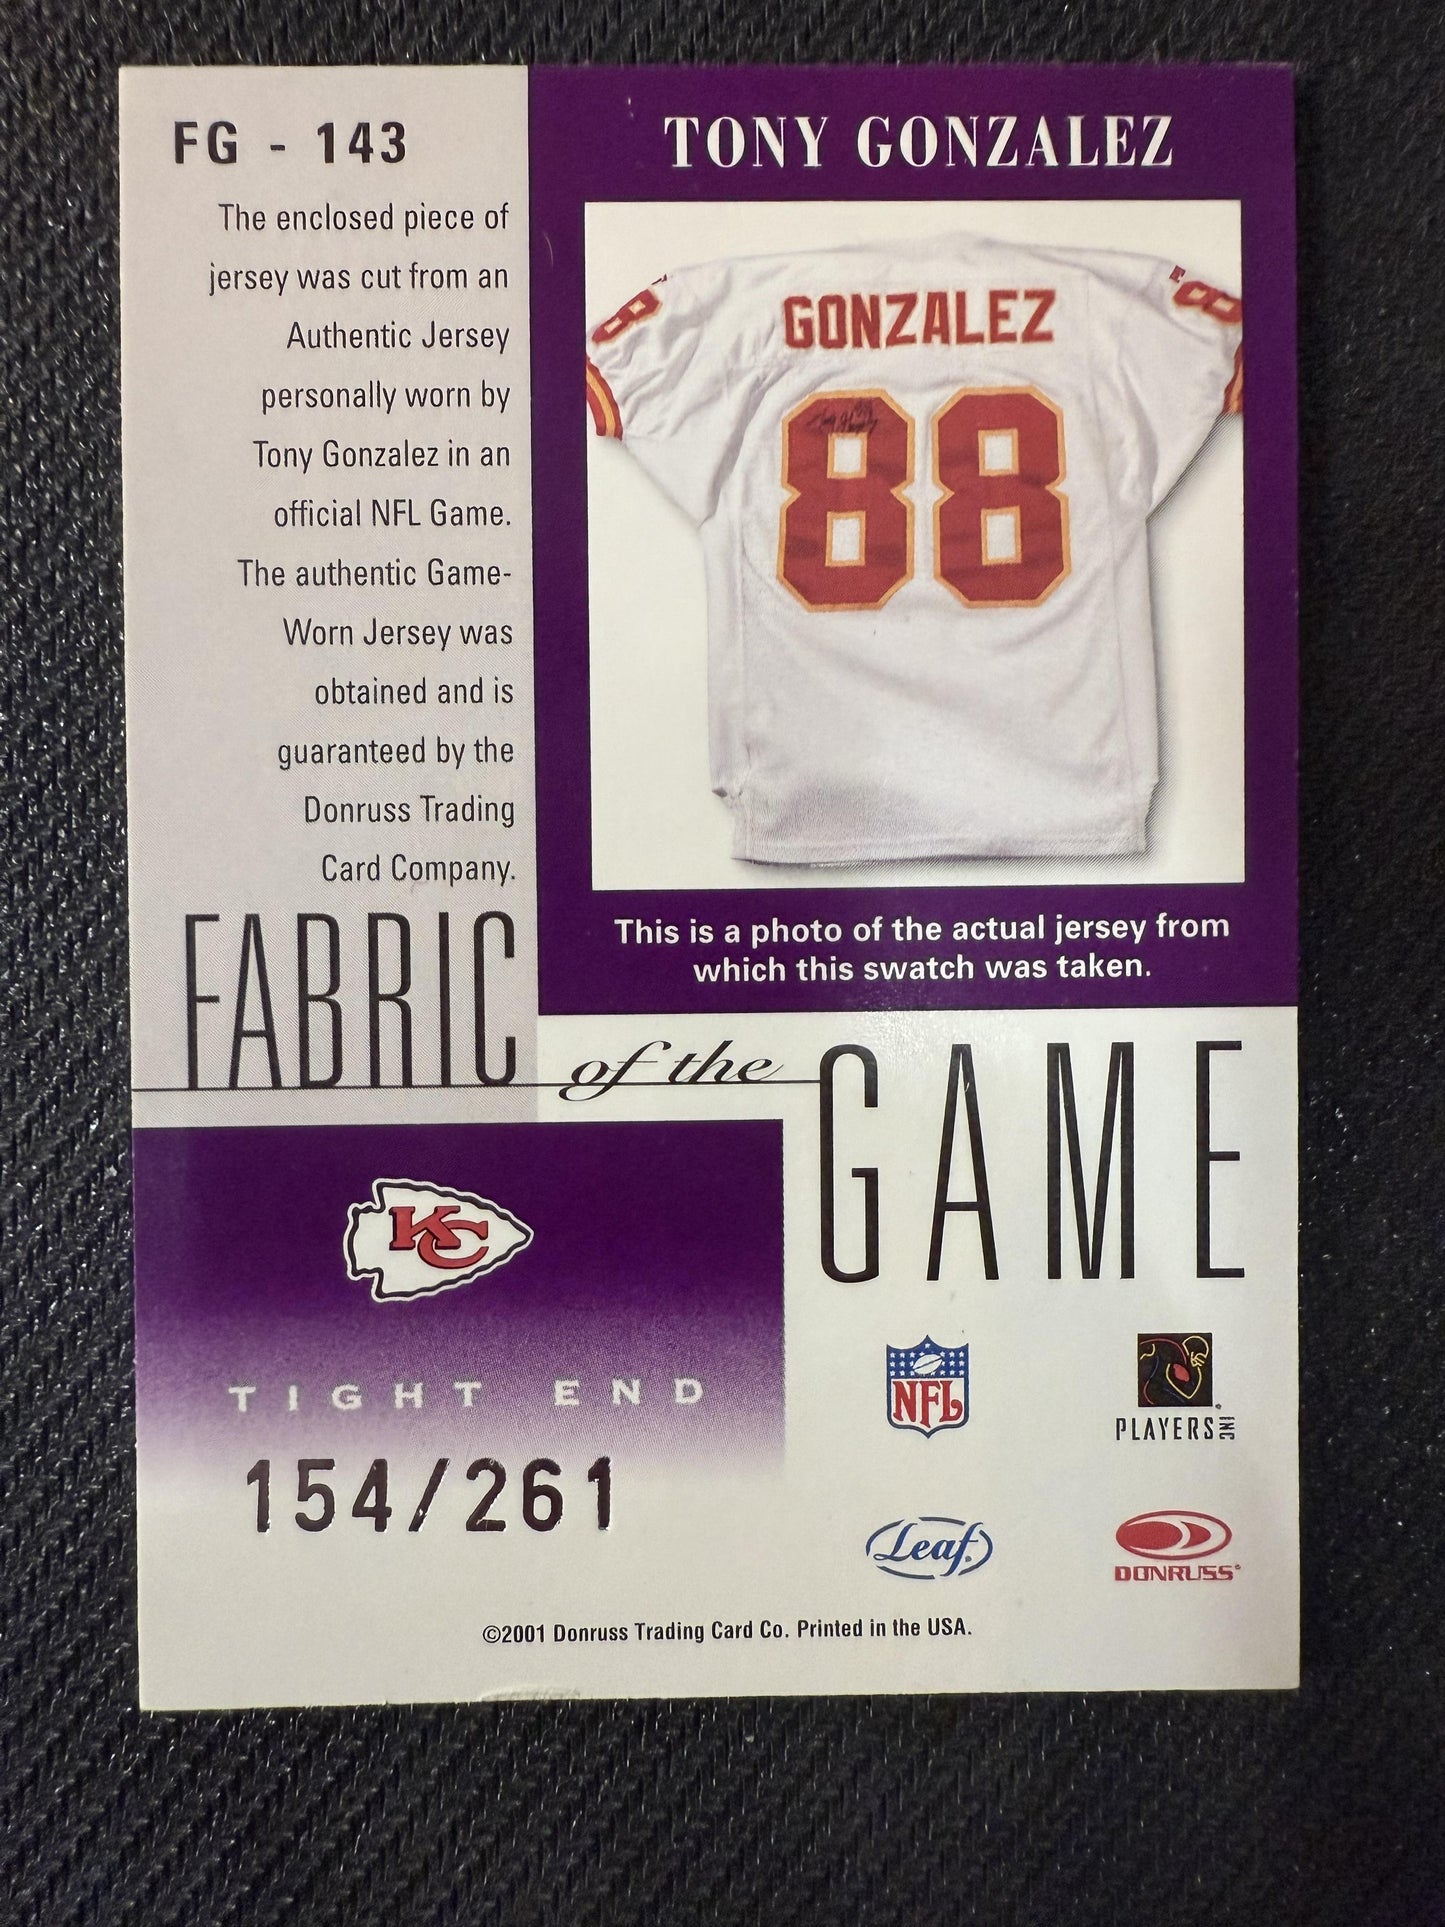 FG - 143
The enclosed piece of
jersey was cut from an
Authentic Jersey
personally worn by
Tony Gonzalez in an
official NFL Game.
The authentic Game-
Worn Jersey was
obtained and is
guaranteed by the
Donruss Trading
Card Company.
TONY GONZALEZ
88
88
GONZALEZ
88
This is a photo of the actual jersey from
which this swatch was taken.
FABRIC of the GAME
KC
TIGHT END
154/261
NFL
PLAYERS INC
Leaf
DONRUSS
©2001 Donruss Trading Card Co. Printed in the USA.